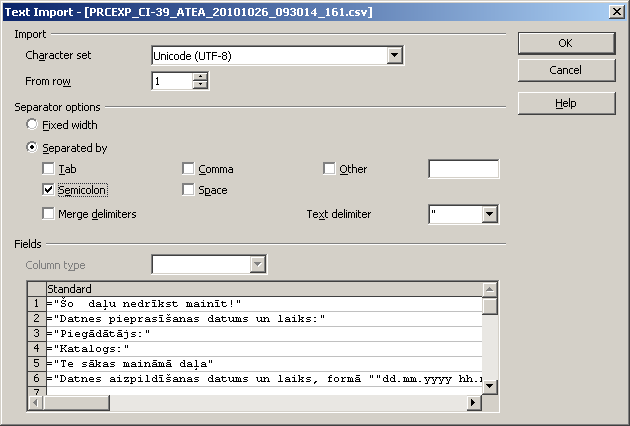 Text Import - [PRCEXP_CI-39_ATEA_20101026_093014_161.csv]
Import
Character set Unicode (UTF-8)
From row 1
OK
Cancel
Help
Separator options
Fixed width
Separated by
Tab Comma Other
Semicolon Space
Merge delimiters Text delimiter "
Fields
Column type
Standard
1 ="Šo  daļu nedrīkst mainīt!"
2 ="Datnes pieprasīšanas datums un laiks:"
3 ="Piegādātājs:"
4 ="Katalogs:"
5 ="Te sākas maināmā daļa"
6 ="Datnes aizpildīšanas datums un laiks, formā ""dd.mm.yyyy hh.
7